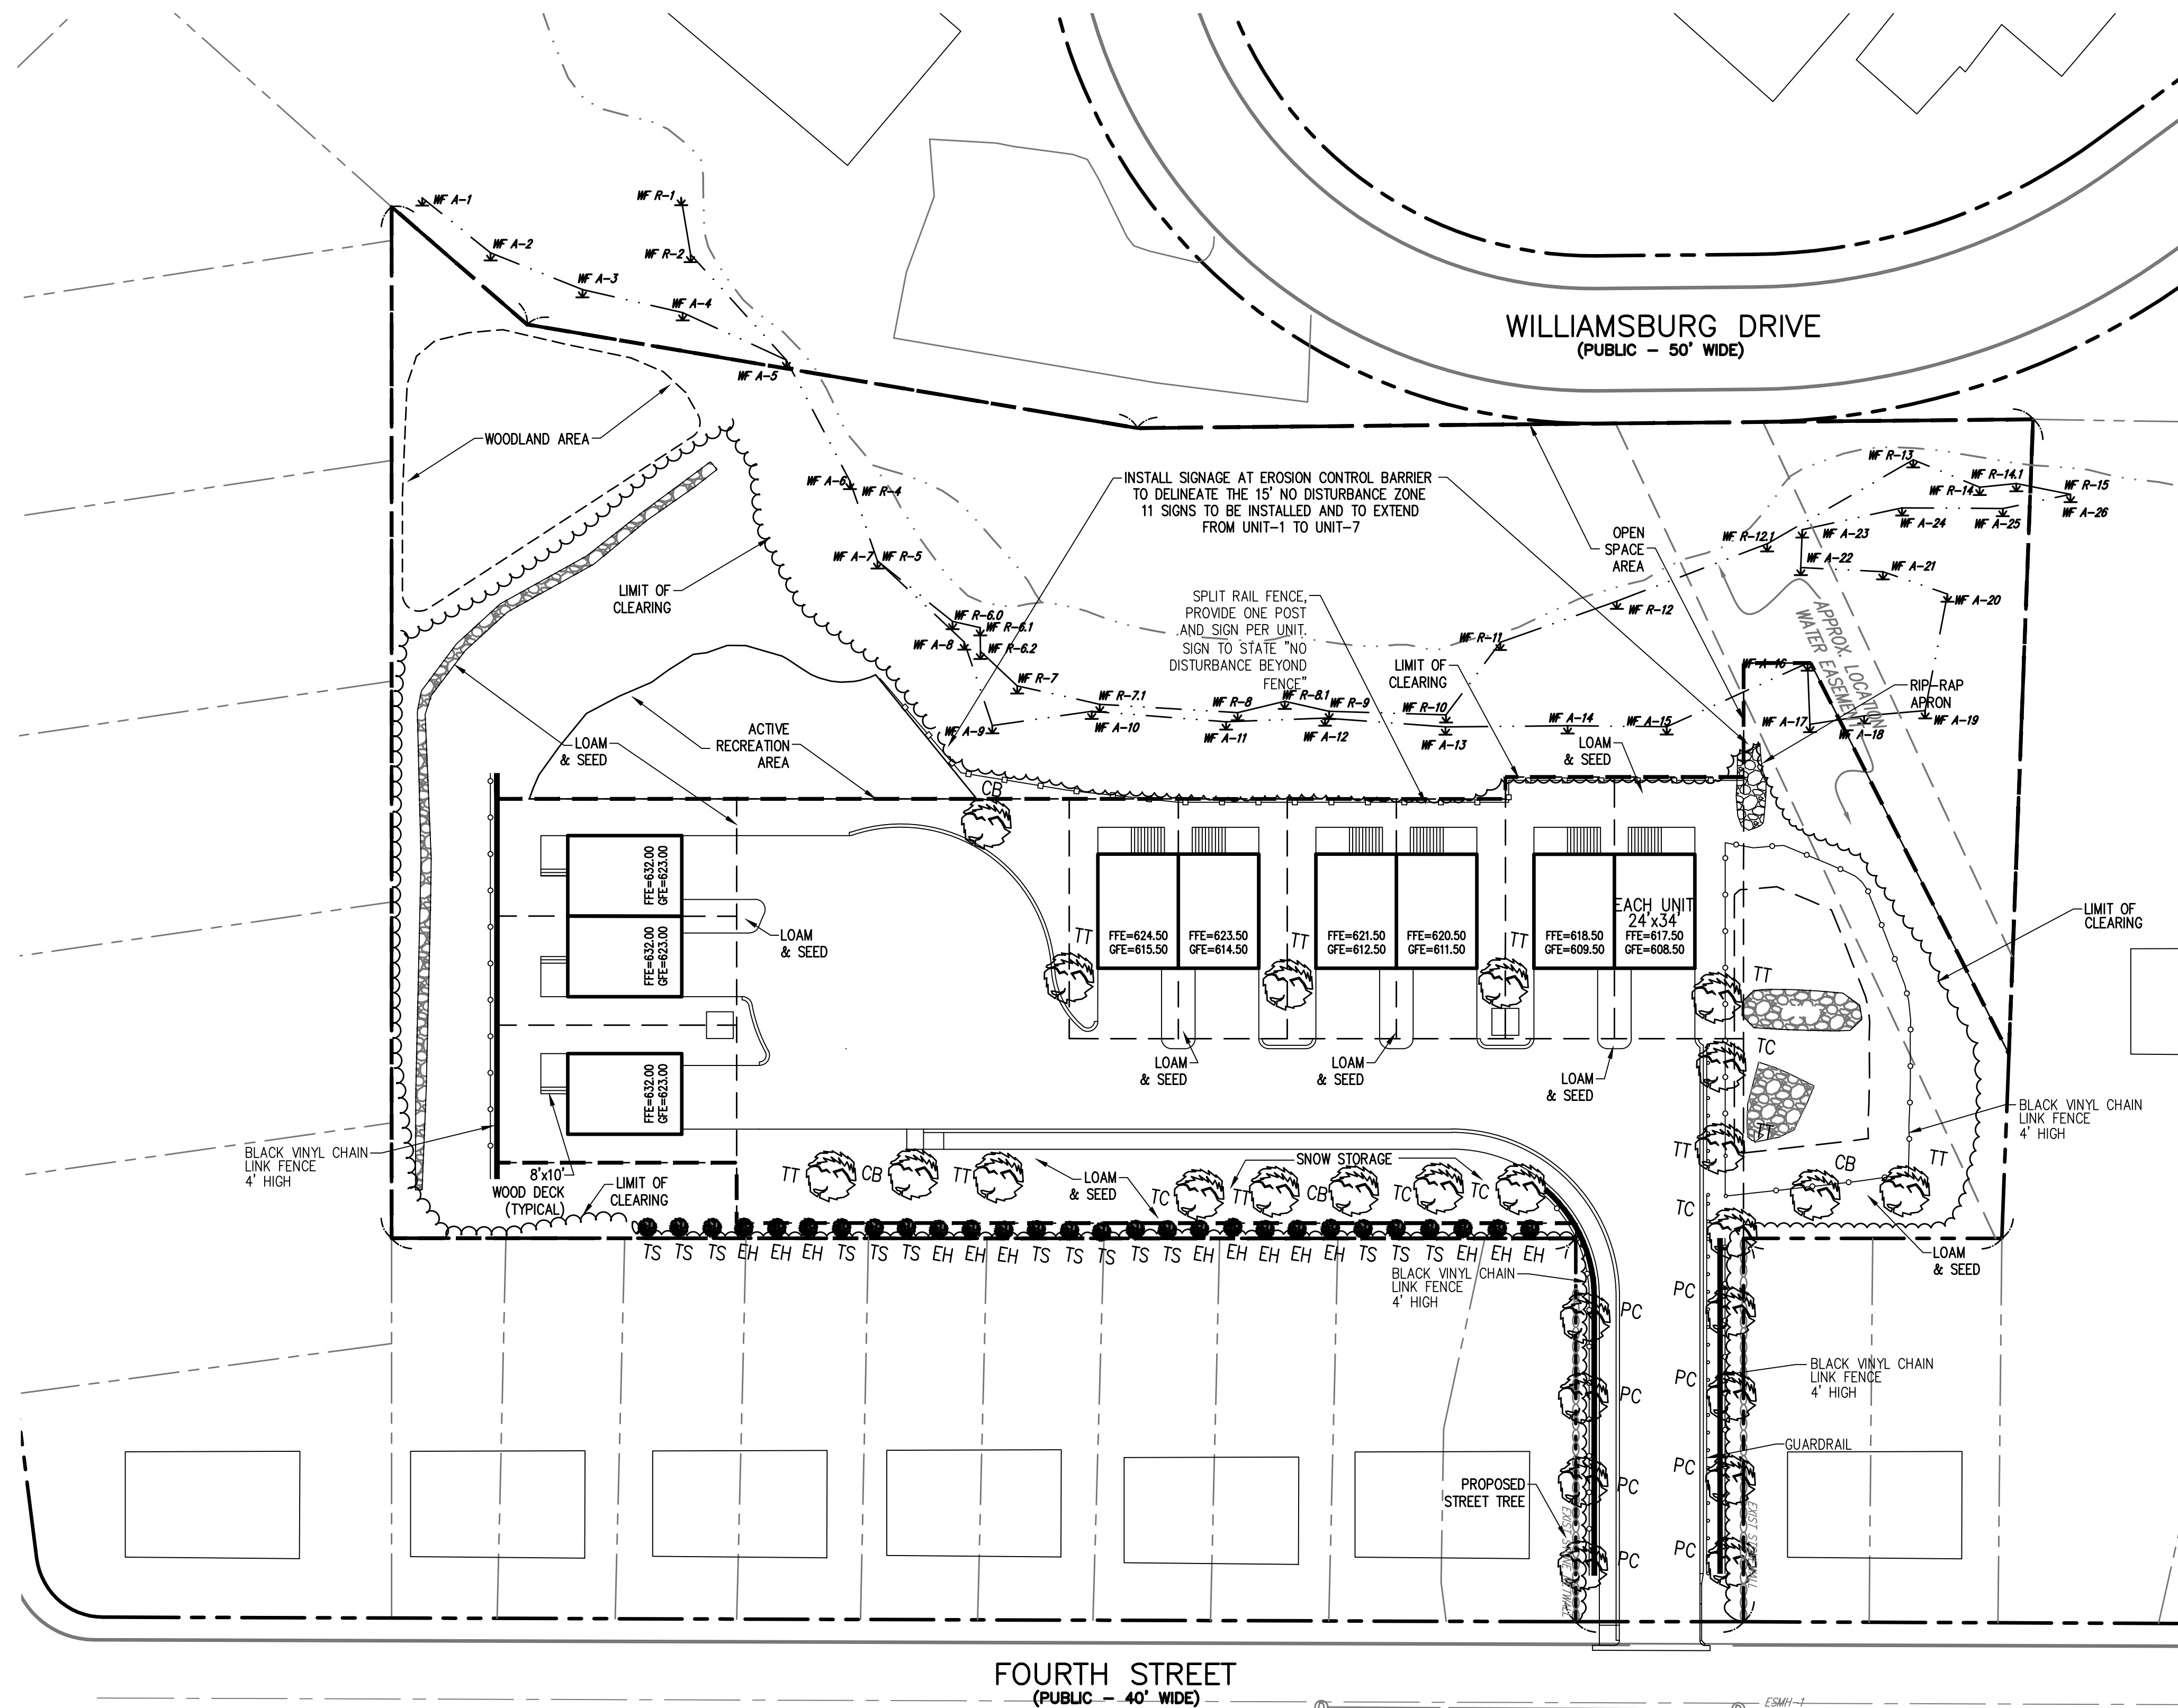 WF A-1
WF R-1
WF A-2
WF R-2
WF A-3
WF A-4
WILLIAMSBURG DRIVE
(PUBLIC - 50' WIDE)
WF A-5
WOODLAND AREA
WF R-13
WF R-14.1
WF R-14
WF R-15
WF A-6
WF R-4
INSTALL SIGNAGE AT EROSION CONTROL BARRIER
TO DELINEATE THE 15' NO DISTURBANCE ZONE
11 SIGNS TO BE INSTALLED AND TO EXTEND
FROM UNIT-1 TO UNIT-7
WF A-24
WF A-25
WF A-26
OPEN
SPACE
AREA
WF R-12.1
WF A-23
WF A-7
WF R-5
WF A-22
WF A-21
LIMIT OF
CLEARING
SPLIT RAIL FENCE,
PROVIDE ONE POST
AND SIGN PER UNIT.
SIGN TO STATE "NO
DISTURBANCE BEYOND
FENCE"
WF R-12
WF A-20
WF R-6.0
WF R-6.1
WF A-8
WF R-6.2
WF R-11
APPROX. LOCATION
WATER EASEMENT
LIMIT OF
CLEARING
WF A-16
WF R-7
RIP-RAP
APRON
WF R-7.1
WF R-8
WF R-8.1
WF R-9
WF R-10
WF A-9
WF A-10
WF A-11
WF A-12
WF A-13
WF A-14
WF A-15
WF A-17
WF A-18
WF A-19
ACTIVE
RECREATION
AREA
LOAM
& SEED
LOAM
& SEED
CB
FFE=632.00
GFE=623.00
FFE=632.00
GFE=623.00
LOAM
& SEED
TT
FFE=624.50
GFE=615.50
FFE=623.50
GFE=614.50
TT
FFE=621.50
GFE=612.50
FFE=620.50
GFE=611.50
TT
FFE=618.50
GFE=609.50
EACH UNIT
24'x34'
FFE=617.50
GFE=608.50
LIMIT OF
CLEARING
TT
TC
LOAM
& SEED
LOAM
& SEED
LOAM
& SEED
FFE=632.00
GFE=623.00
BLACK VINYL CHAIN
LINK FENCE
4' HIGH
BLACK VINYL CHAIN
LINK FENCE
4' HIGH
TT
TT
8'x10'
WOOD DECK
(TYPICAL)
LIMIT OF
CLEARING
TT
CB
TT
LOAM
& SEED
SNOW STORAGE
TC
TT
CB
TC
TC
TC
CB
TT
TS TS TS EH EH EH TS TS TS EH EH EH TS TS TS TS TS EH EH EH EH EH TS TS TS EH EH EH
LOAM
& SEED
BLACK VINYL CHAIN
LINK FENCE
4' HIGH
PC
PC
BLACK VINYL CHAIN
LINK FENCE
4' HIGH
PC
PC
GUARDRAIL
PC
PC
PROPOSED
STREET TREE
PC
PC
FOURTH STREET
(PUBLIC - 40' WIDE)
ESMH-1